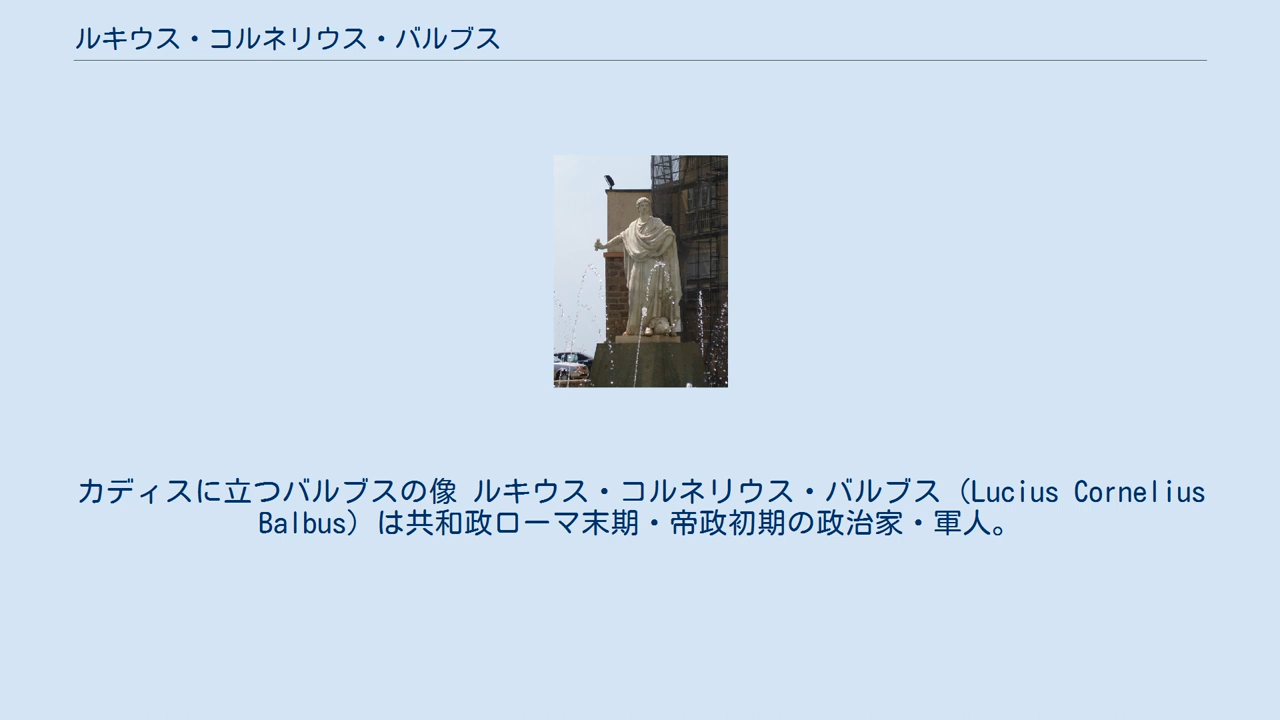 ルキウス・コルネリウス・バルブス
カディスに立つバルブスの像 ルキウス・コルネリウス・バルブス（Lucius Cornelius
Balbus）は共和政ローマ末期・帝政初期の政治家・軍人。